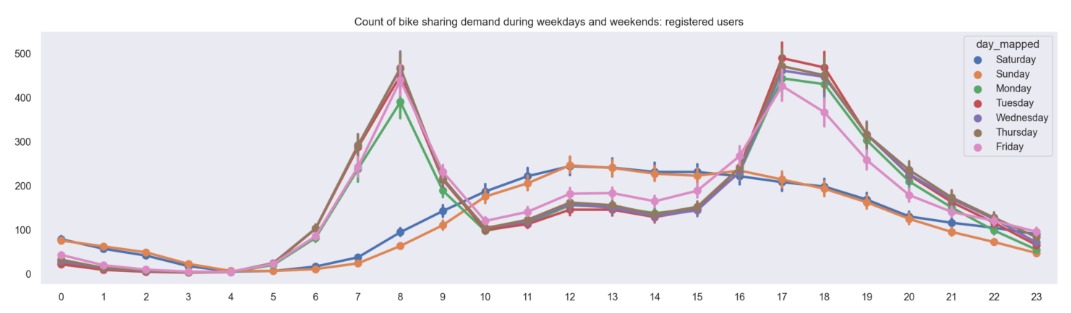 Count of bike sharing demand during weekdays and weekends: registered users
day_mapped
Saturday
Sunday
Monday
Tuesday
Wednesday
Thursday
Friday
500
400
300
200
100
0
0 1 2 3 4 5 6 7 8 9 10 11 12 13 14 15 16 17 18 19 20 21 22 23